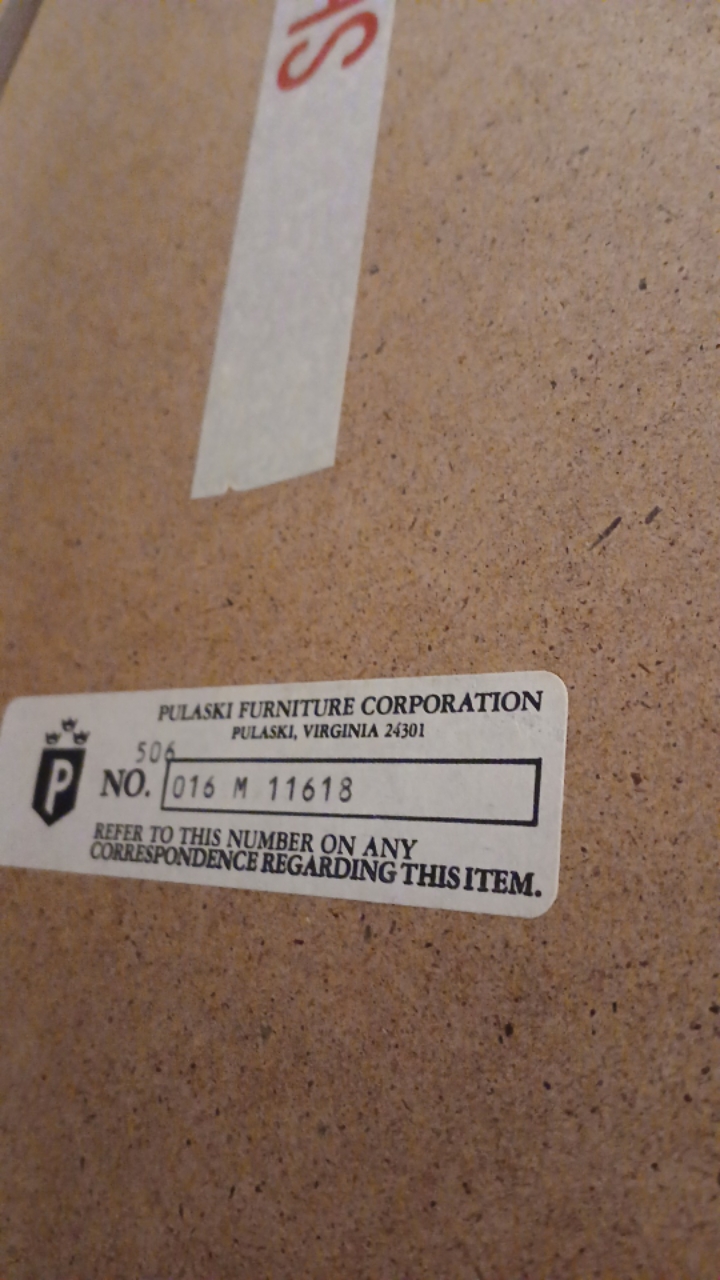 SH
PULASKI FURNITURE CORPORATION
PULASKI, VIRGINIA 24301
506
P
NO. 016 M 11618
REFER TO THIS NUMBER ON ANY
CORRESPONDENCE REGARDING THIS ITEM.